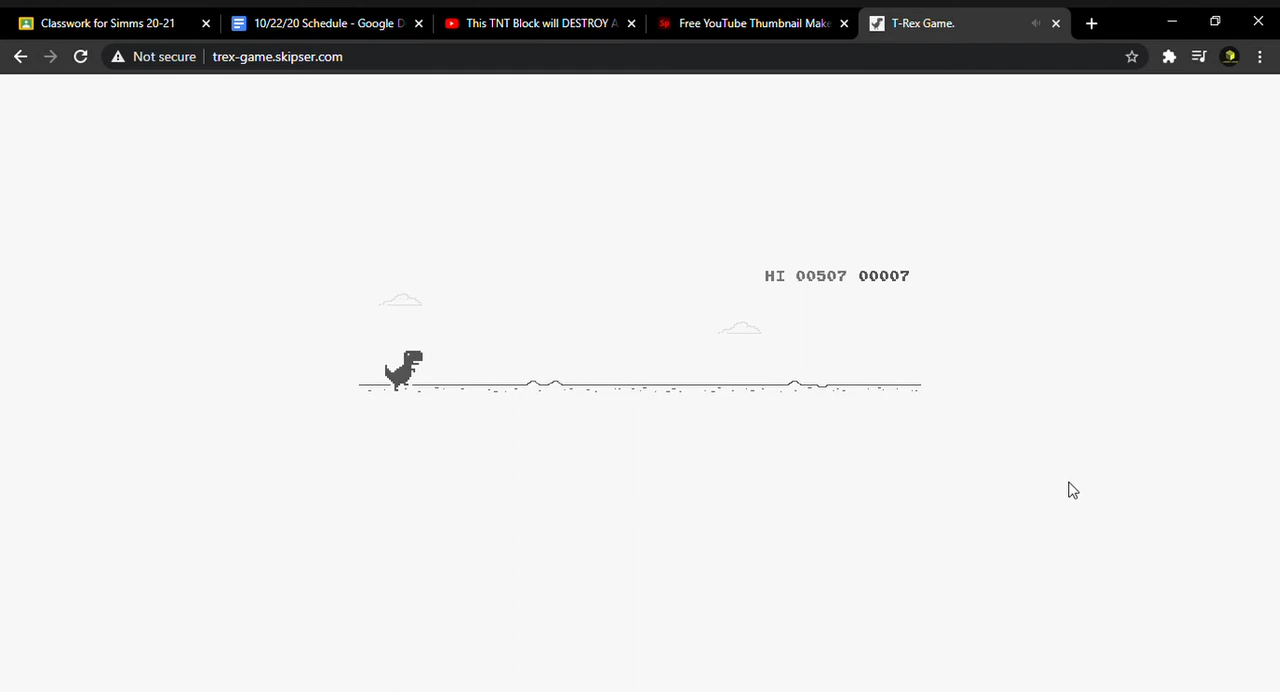 Classwork for Simms 20-21
10/22/20 Schedule - Google D
This TNT Block will DESTROY A
Sp Free YouTube Thumbnail Make
T-Rex Game.
Not secure trex-game.skipser.com
HI 00507 00007